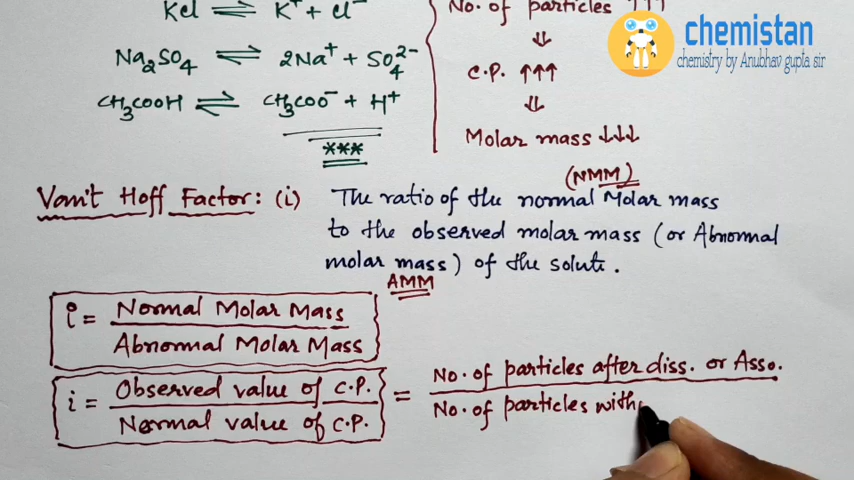 KCl ⇌ K⁺ + Cl⁻
Na₂SO₄ ⇌ 2Na⁺ + SO₄²⁻
CH₃COOH ⇌ CH₃COO⁻ + H⁺
***
No. of particles ↑↑↑
⇓
C.P. ↑↑↑
⇓
Molar mass ↓↓↓
chemistan
chemistry by Anubhav gupta sir
(NMM)
Van't Hoff Factor: (i) The ratio of the normal Molar mass
to the observed molar mass (or Abnormal
molar mass) of the solute.
AMM
i = Normal Molar Mass / Abnormal Molar Mass
i = Observed value of C.P. / Normal value of C.P. = No. of particles after diss. or Asso. / No. of particles with